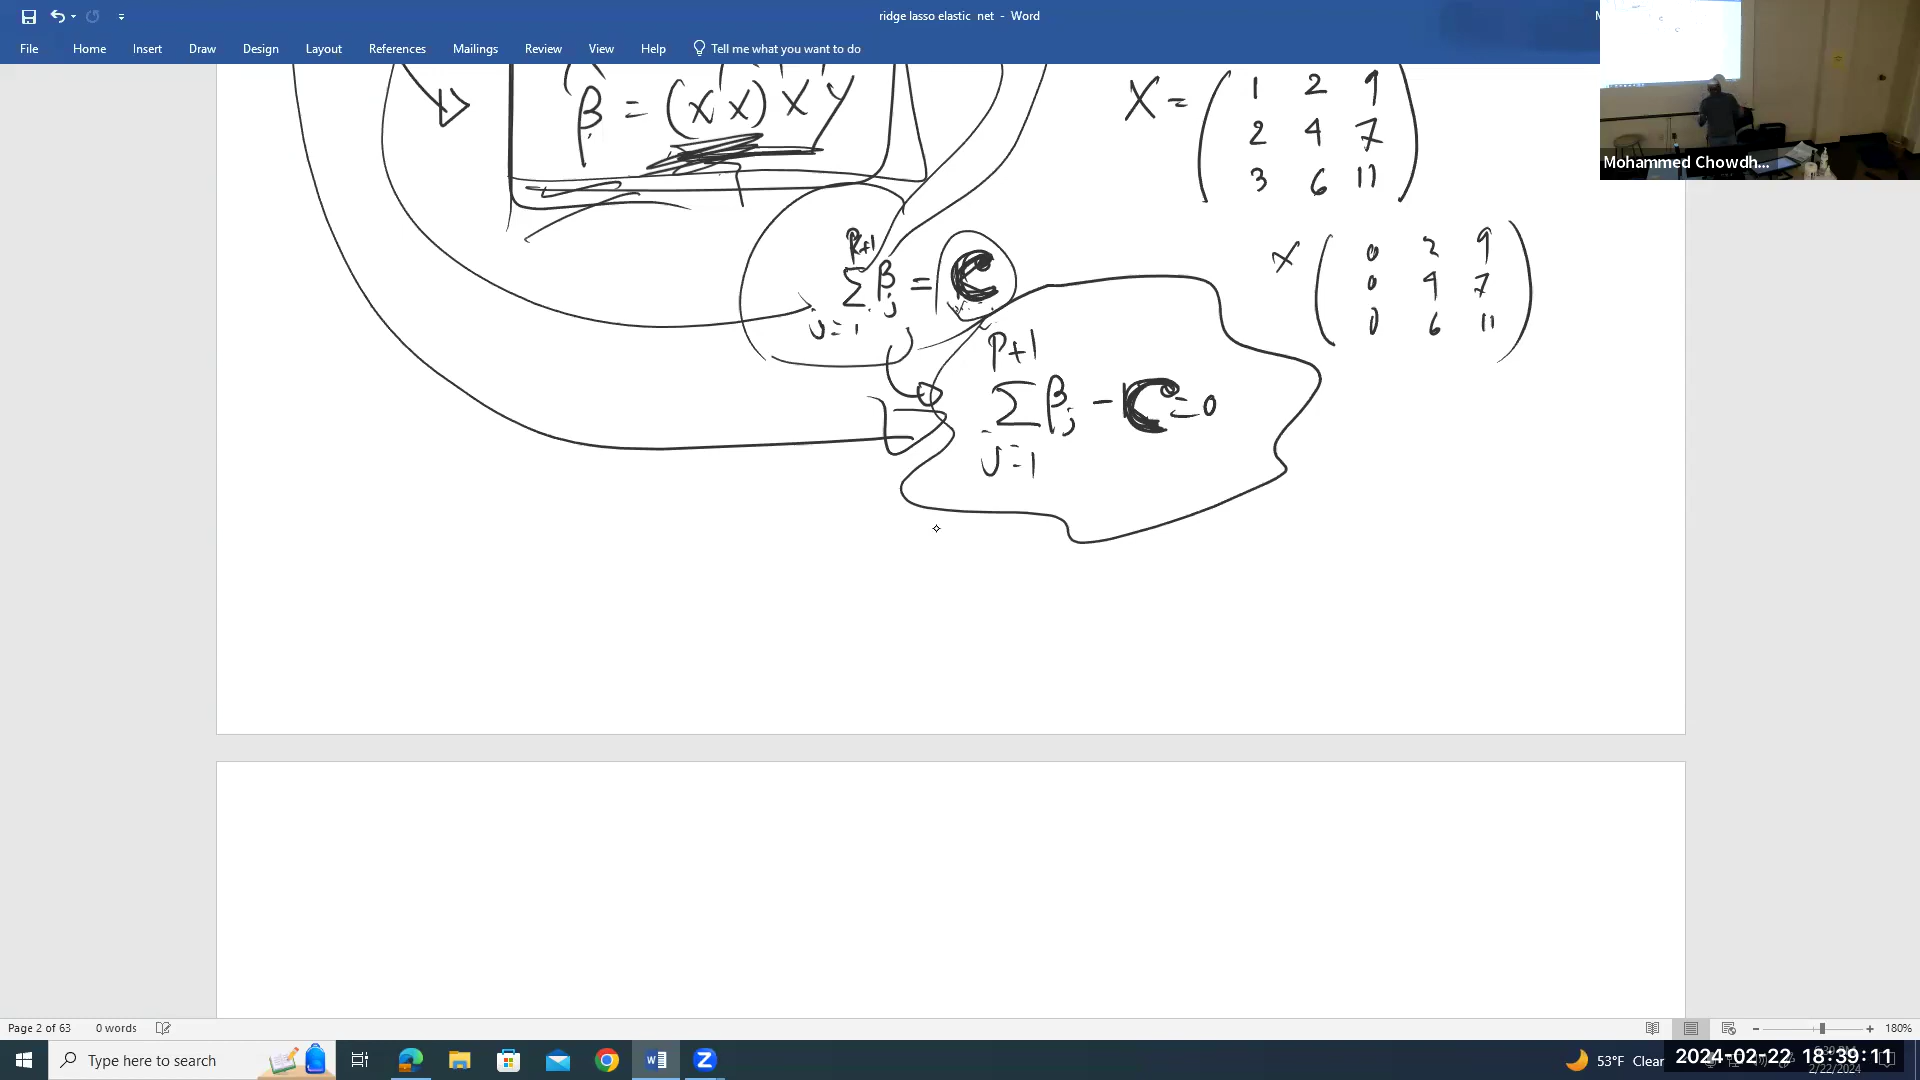 ridge lasso elastic net - Word
File Home Insert Draw Design Layout References Mailings Review View Help Tell me what you want to do
Mohammed Chowdh...
β = (X X) X Y
X = ( 1 2 9
2 4 7
3 6 11 )
X ( 0 2 9
0 4 7
0 6 11 )
P+1
Σ βj = C
j=1
P+1
Σ βj - C = 0
j=1
Page 2 of 63 0 words 180%
Type here to search
53°F Clear
2024-02-22 18:39:11
2/22/2024